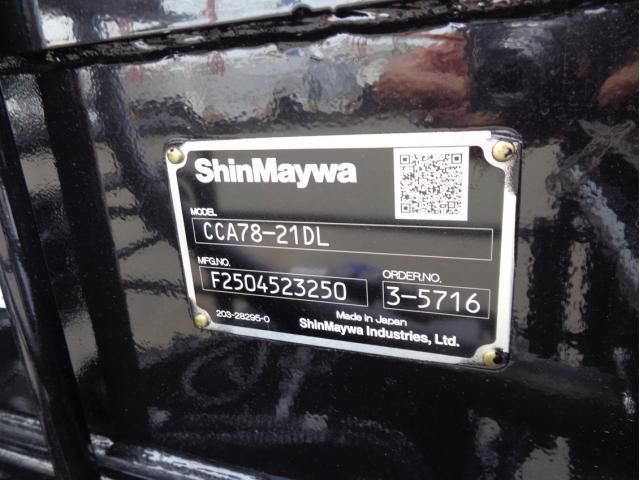 ShinMaywa
MODEL
CCA78-21DL
MFG.NO.
F2504523250
ORDER.NO.
3-5716
203-28295-0
Made in Japan
ShinMaywa Industries, Ltd.